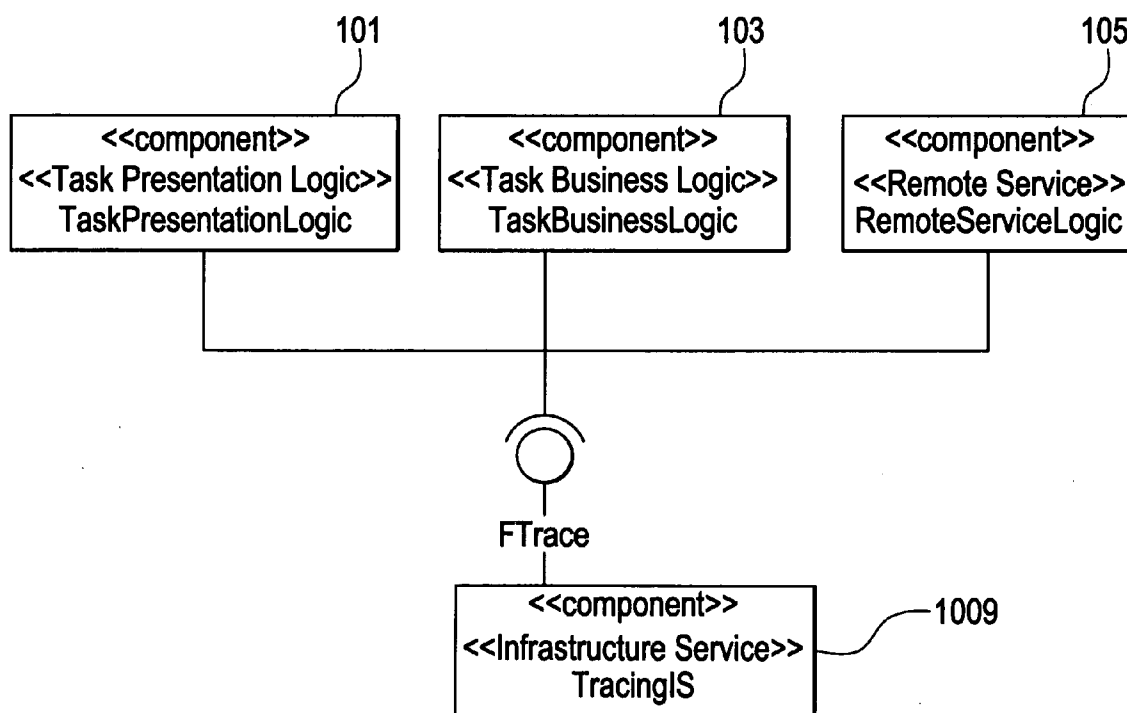 101
103
105
<<component>>
<<Task Presentation Logic>>
TaskPresentationLogic
<<component>>
<<Task Business Logic>>
TaskBusinessLogic
<<component>>
<<Remote Service>>
RemoteServiceLogic
FTrace
<<component>>
<<Infrastructure Service>>
TracingIS
1009